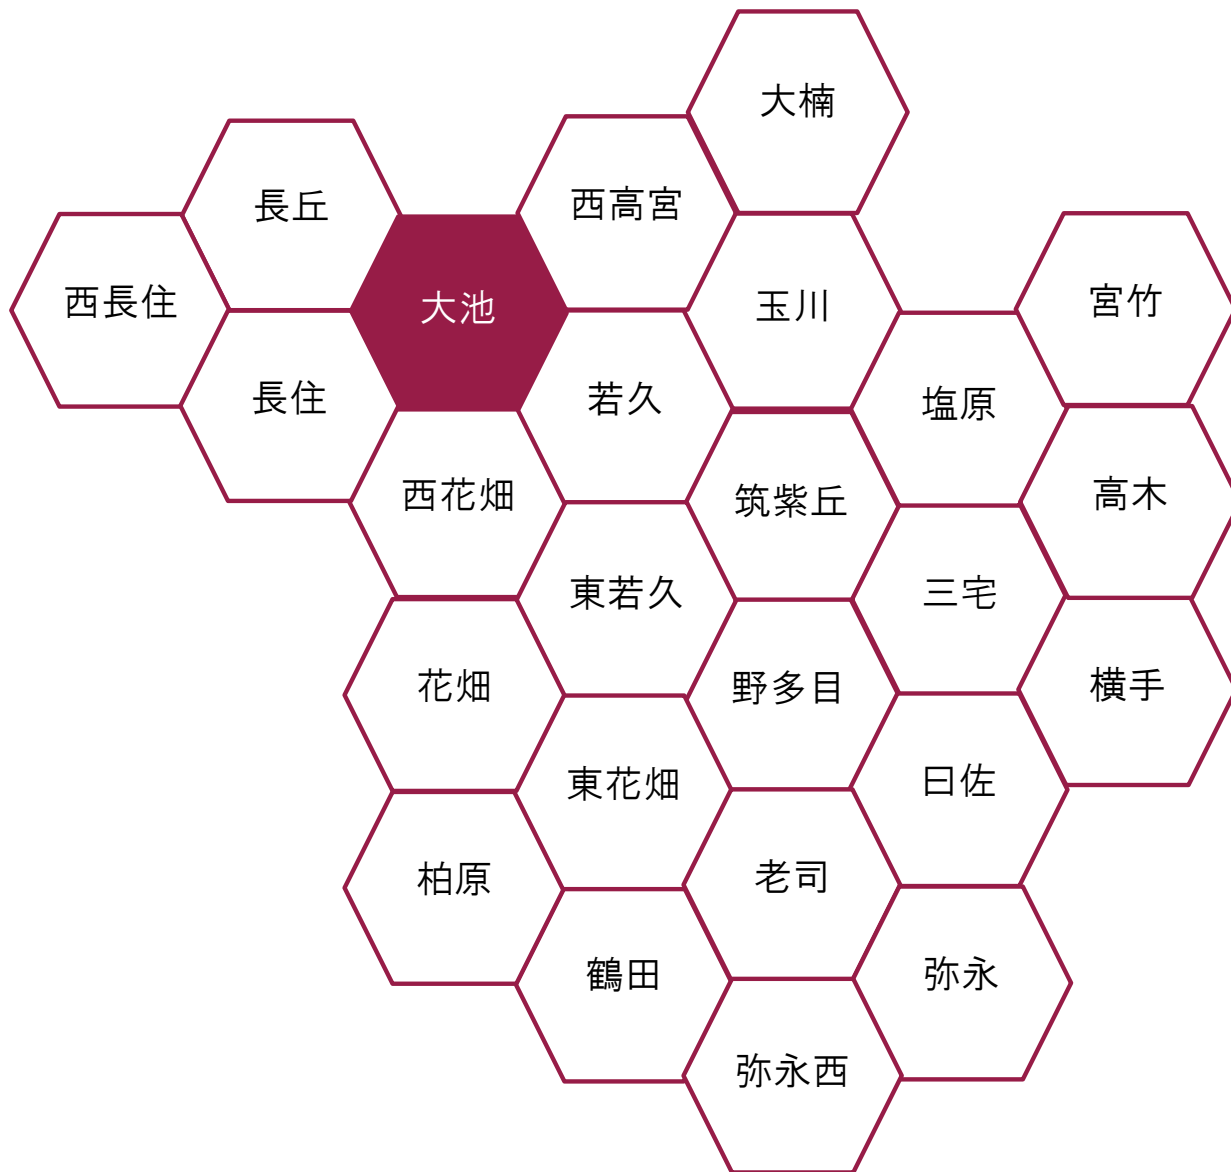 大楠
西高宮
長丘
西長住
大池
玉川
宮竹
長住
若久
塩原
西花畑
筑紫丘
高木
東若久
三宅
花畑
野多目
横手
東花畑
曰佐
柏原
老司
鶴田
弥永
弥永西